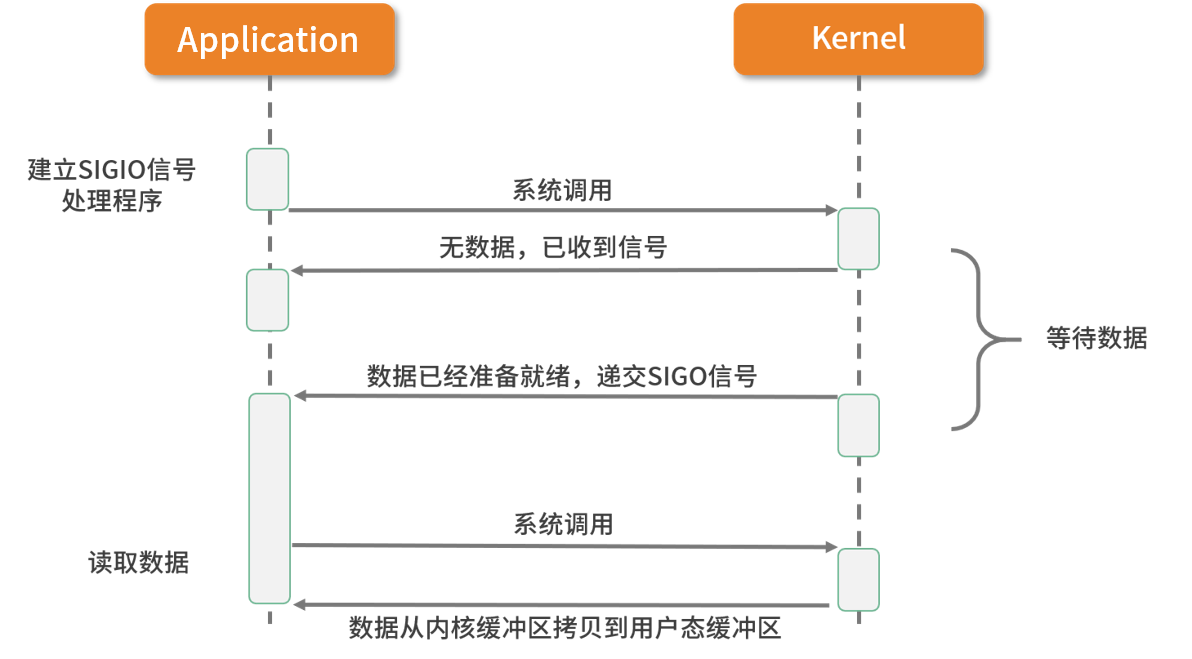 Application
Kernel
建立SIGIO信号
处理程序
系统调用
无数据，已收到信号
等待数据
数据已经准备就绪，递交SIGO信号
系统调用
读取数据
数据从内核缓冲区拷贝到用户态缓冲区